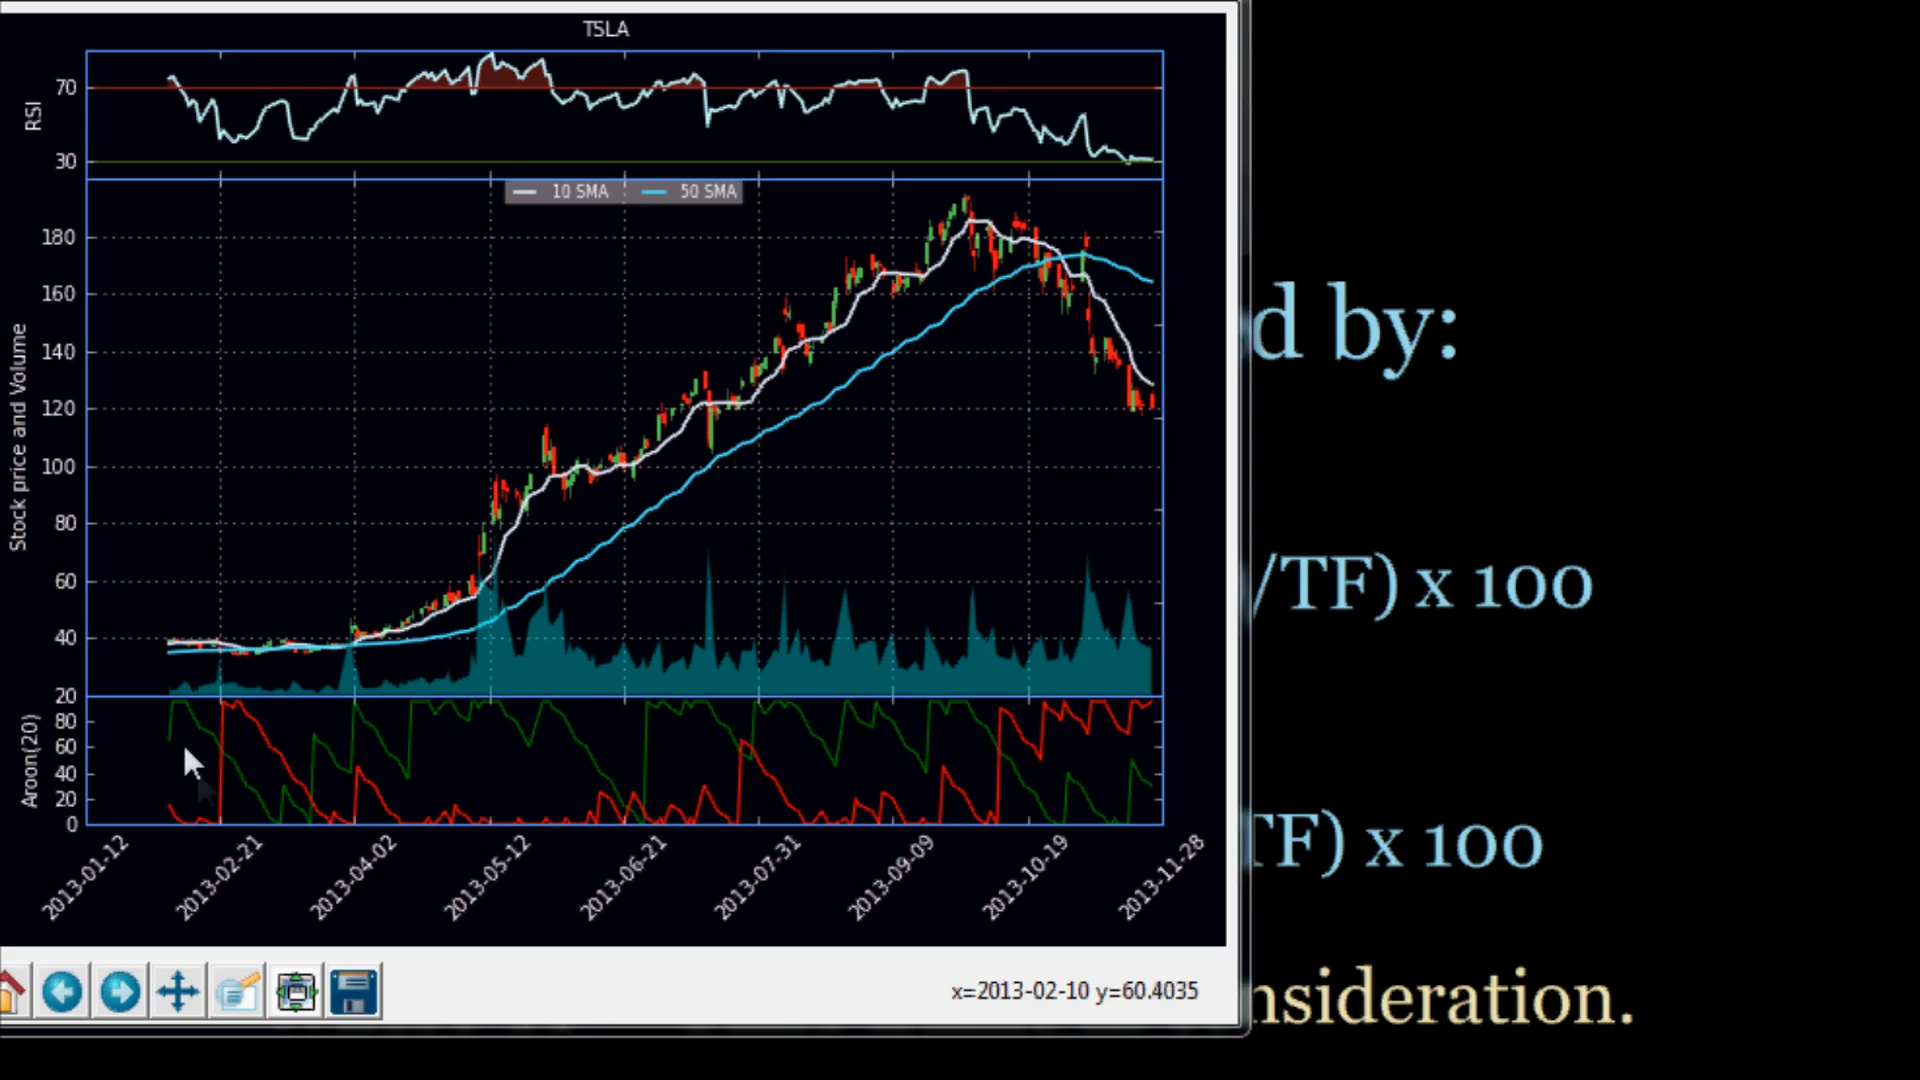 TSLA
RSI
70
30
10 SMA 50 SMA
Stock price and Volume
180
160
140
120
100
80
60
40
20
Aroon(20)
80
60
40
20
0
2013-01-12
2013-02-21
2013-04-02
2013-05-12
2013-06-21
2013-07-31
2013-09-09
2013-10-19
2013-11-28
x=2013-02-10 y=60.4035
d by:
/TF) x 100
TF) x 100
nsideration.